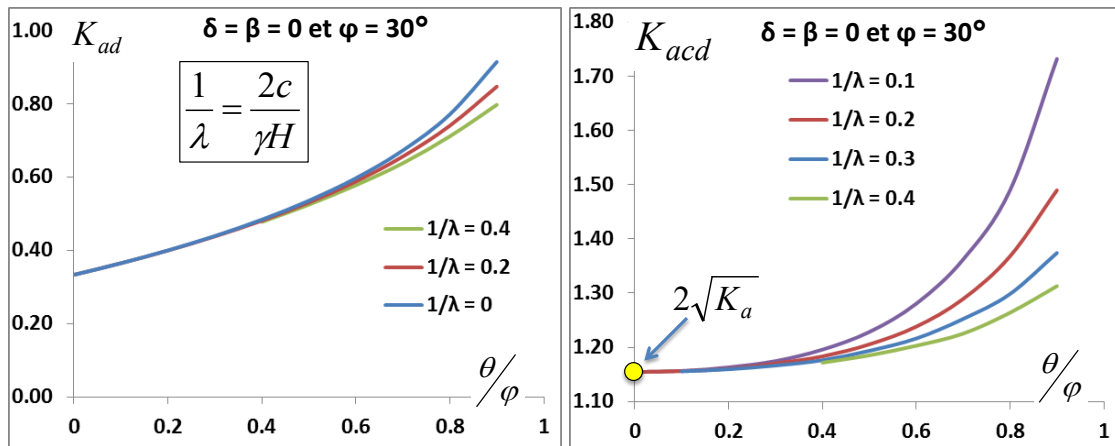 δ = β = 0 et φ = 30°
K_{ad}
1.00
0.80
0.60
0.40
0.20
0.00
1/λ = 2c/γH
1/λ = 0.4
1/λ = 0.2
1/λ = 0
θ/φ
0
0.2
0.4
0.6
0.8
1
δ = β = 0 et φ = 30°
K_{acd}
1.80
1.70
1.60
1.50
1.40
1.30
1.20
1.10
1/λ = 0.1
1/λ = 0.2
1/λ = 0.3
1/λ = 0.4
2√K_a
θ/φ
0
0.2
0.4
0.6
0.8
1